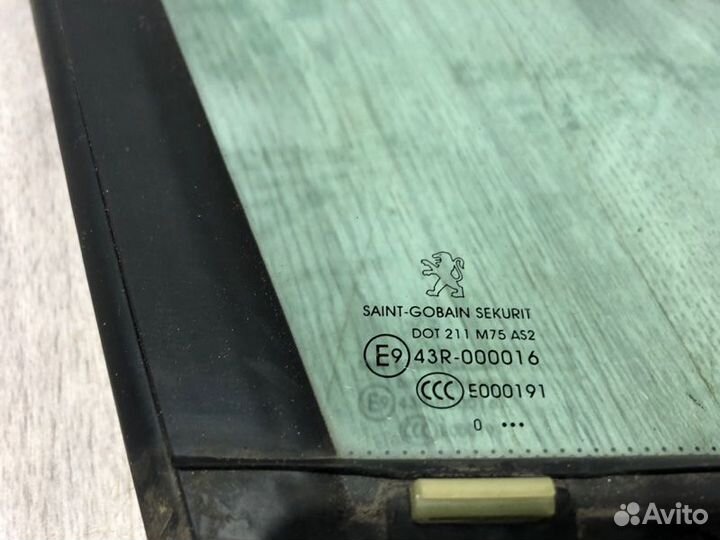 SAINT-GOBAIN SEKURIT
DOT 211 M75 AS2
E9 43R-000016
CCC E000191
0 •••
Avito